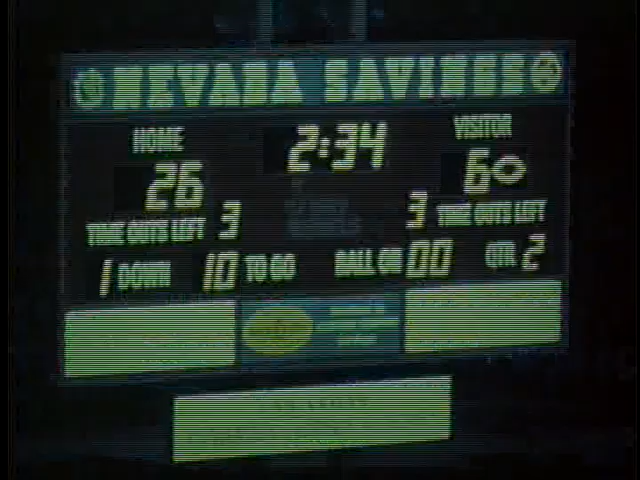 NEVADA SAVINGS
HOME 2:34 VISITOR
26 6
TIME OUTS LEFT 3 3 TIME OUTS LEFT
1 DOWN 10 TO GO BALL ON 00 QTR 2